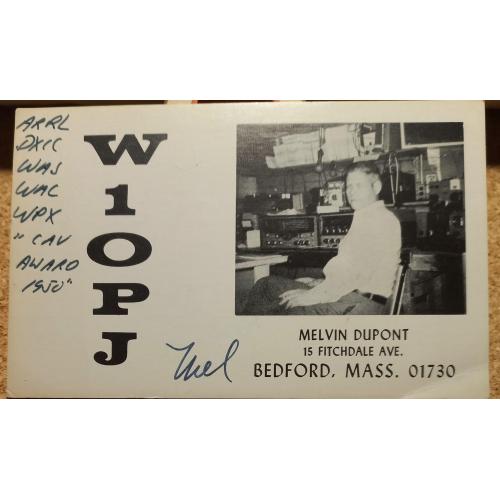 ARRL
DXCC
WAS
WAC
WPX
"CAV
AWARD
1950"
W1OPJ
Mel
MELVIN DUPONT
15 FITCHDALE AVE.
BEDFORD, MASS. 01730